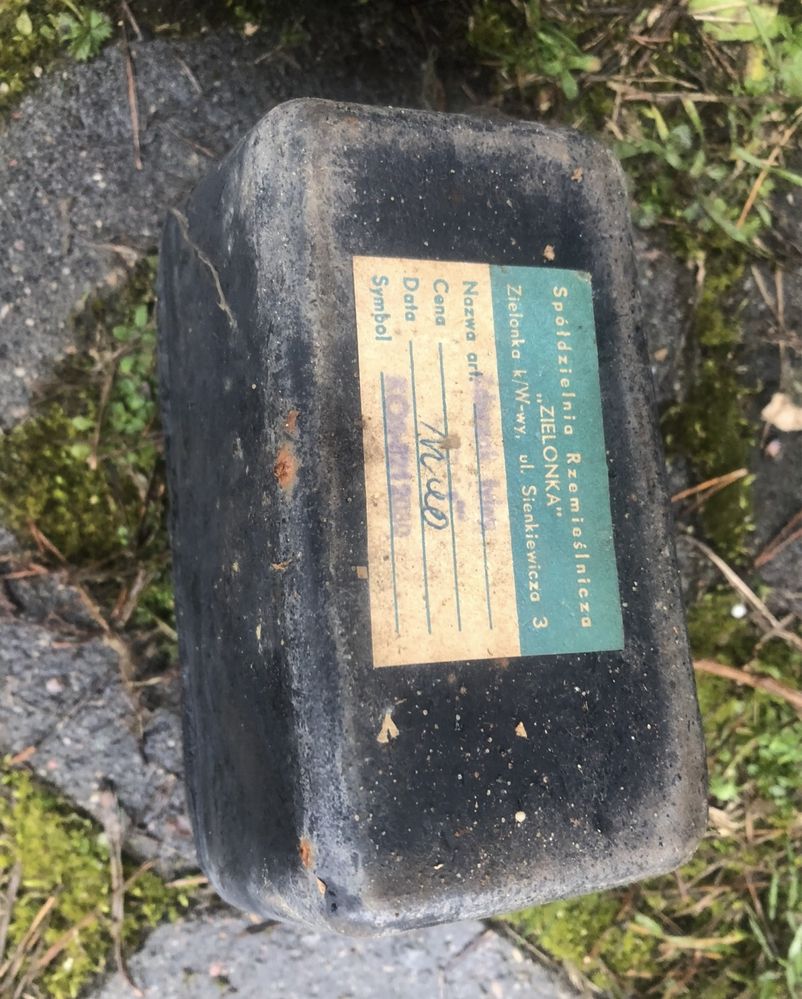 Spółdzielnia Rzemieślnicza
„ZIELONKA"
Zielonka k/W-wy, ul. Sienkiewicza 3
Nazwa art.
Cena
Data
Symbol